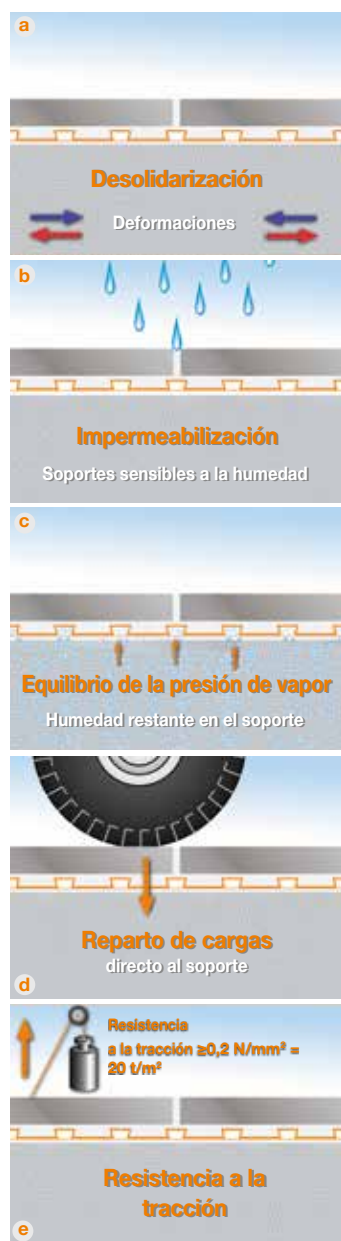 a
Desolidarización
Deformaciones
b
Impermeabilización
Soportes sensibles a la humedad
c
Equilibrio de la presión de vapor
Humedad restante en el soporte
Reparto de cargas
directo al soporte
d
Resistencia
a la tracción ≥0,2 N/mm² =
20 t/m²
Resistencia a la
tracción
e